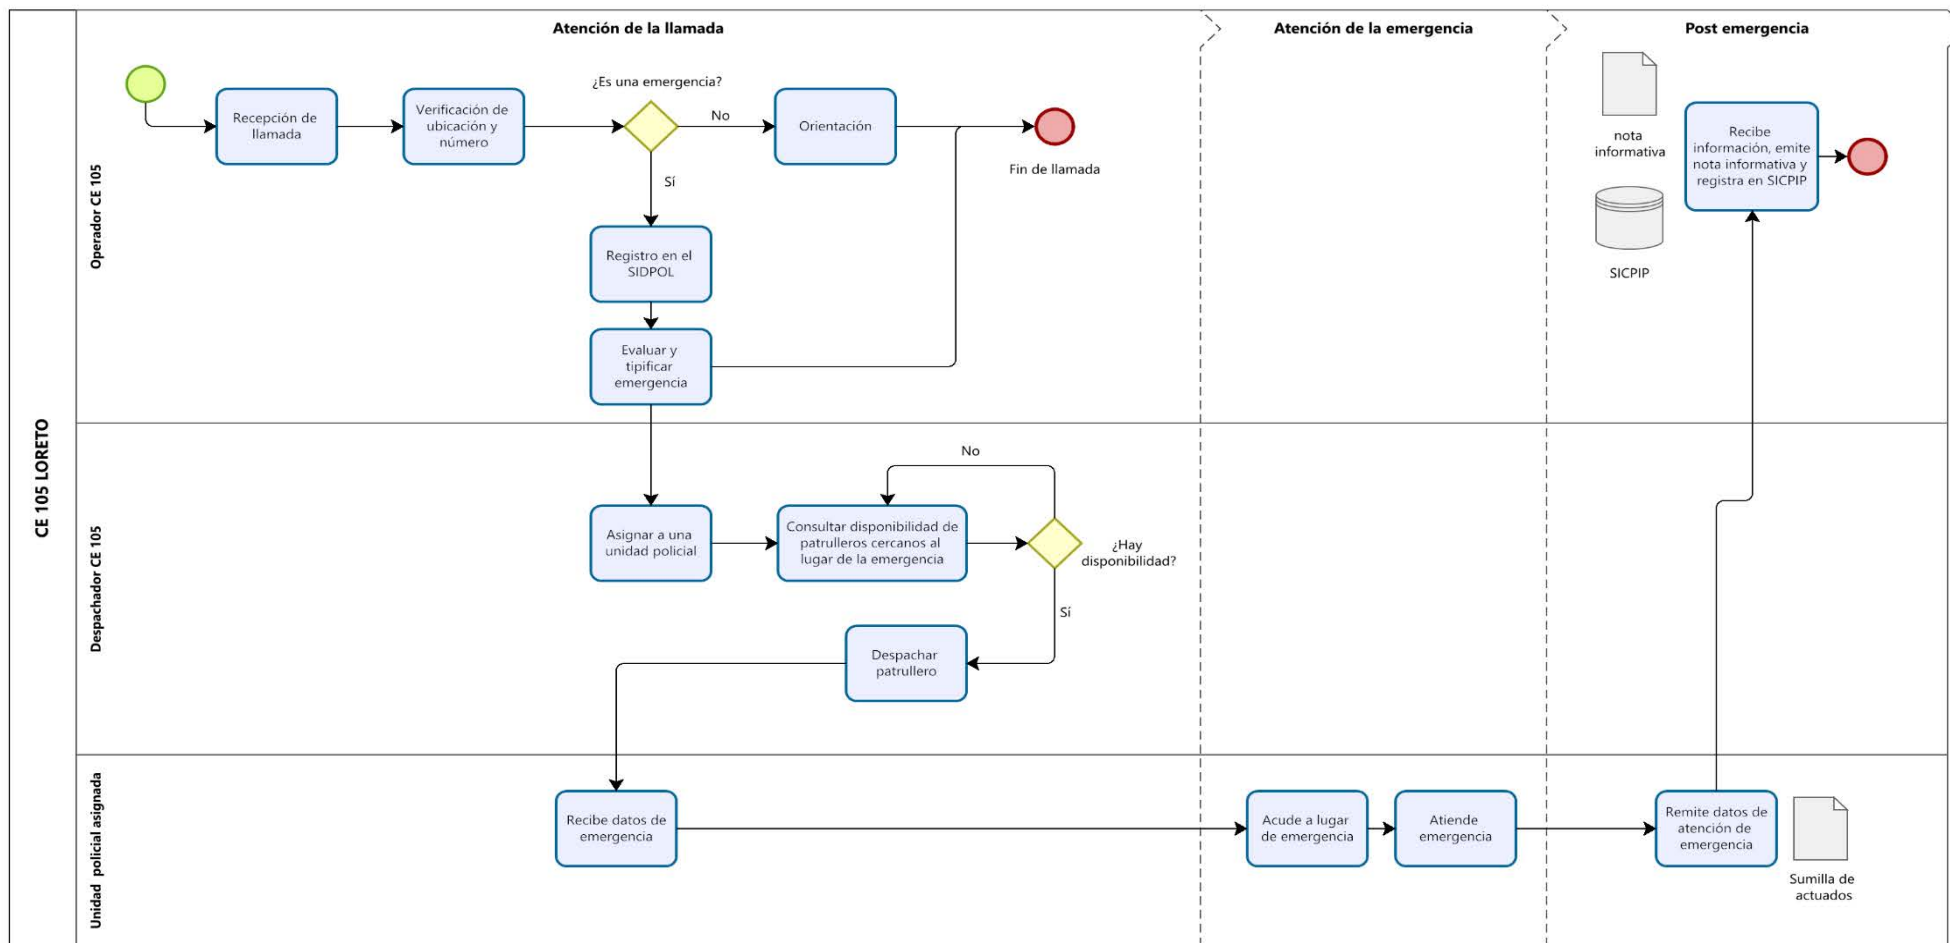 Atención de la llamada
Atención de la emergencia
Post emergencia
CE 105 LORETO
Operador CE 105
Recepción de
llamada
Verificación de
ubicación y
número
¿Es una emergencia?
No
Sí
Orientación
Fin de llamada
Registro en el
SIDPOL
Evaluar y
tipificar
emergencia
nota
informativa
SICPIP
Recibe
información, emite
nota informativa y
registra en SICPIP
Despachador CE 105
Asignar a una
unidad policial
Consultar disponibilidad de
patrulleros cercanos al
lugar de la emergencia
No
¿Hay
disponibilidad?
Sí
Despachar
patrullero
Unidad policial asignada
Recibe datos de
emergencia
Acude a lugar
de emergencia
Atiende
emergencia
Remite datos de
atención de
emergencia
Sumilla de
actuados